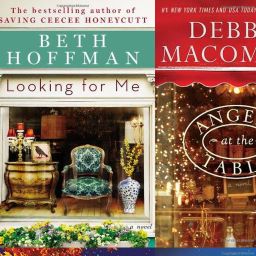 The bestselling author of
SAVING CEECEE HONEYCUTT
BETH
HOFFMAN
Looking for Me
a novel
#1 NEW YORK TIMES AND USA TODAY
DEBB
MACOM
ANGE
at the
TABL